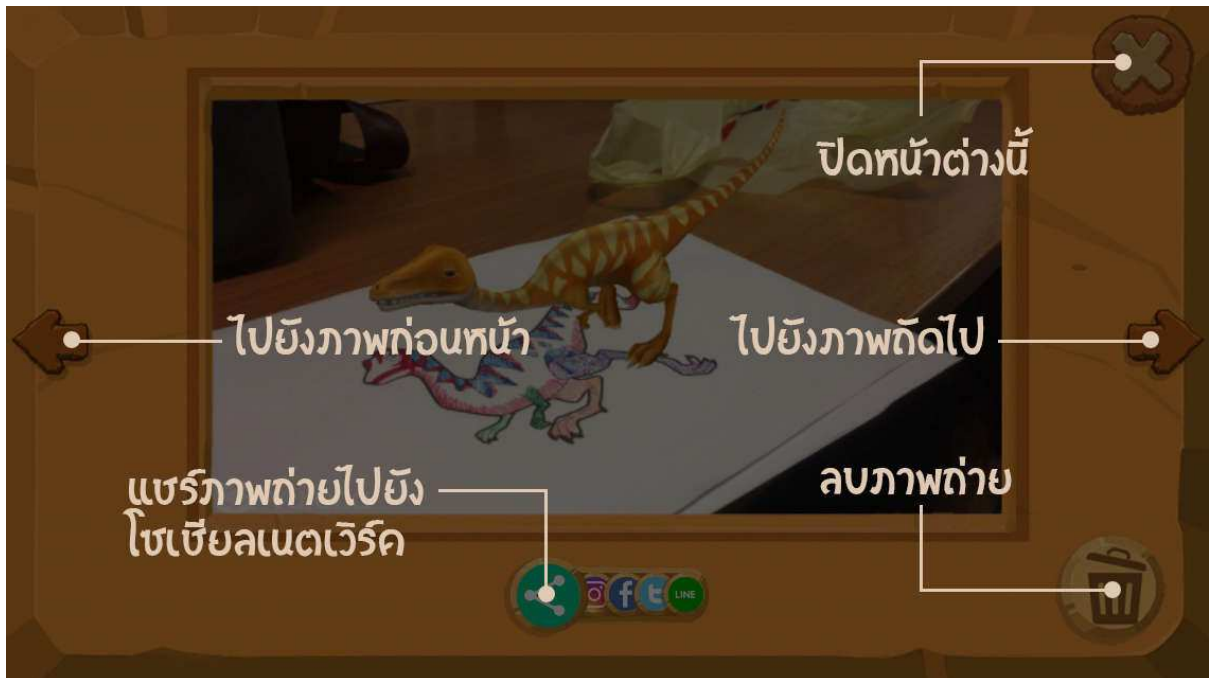 ปิดหน้าต่างนี้
ไปยังภาพก่อนหน้า
ไปยังภาพถัดไป
แชร์ภาพถ่ายไปยัง
โซเชียลเนตเวิร์ค
ลบภาพถ่าย
LINE